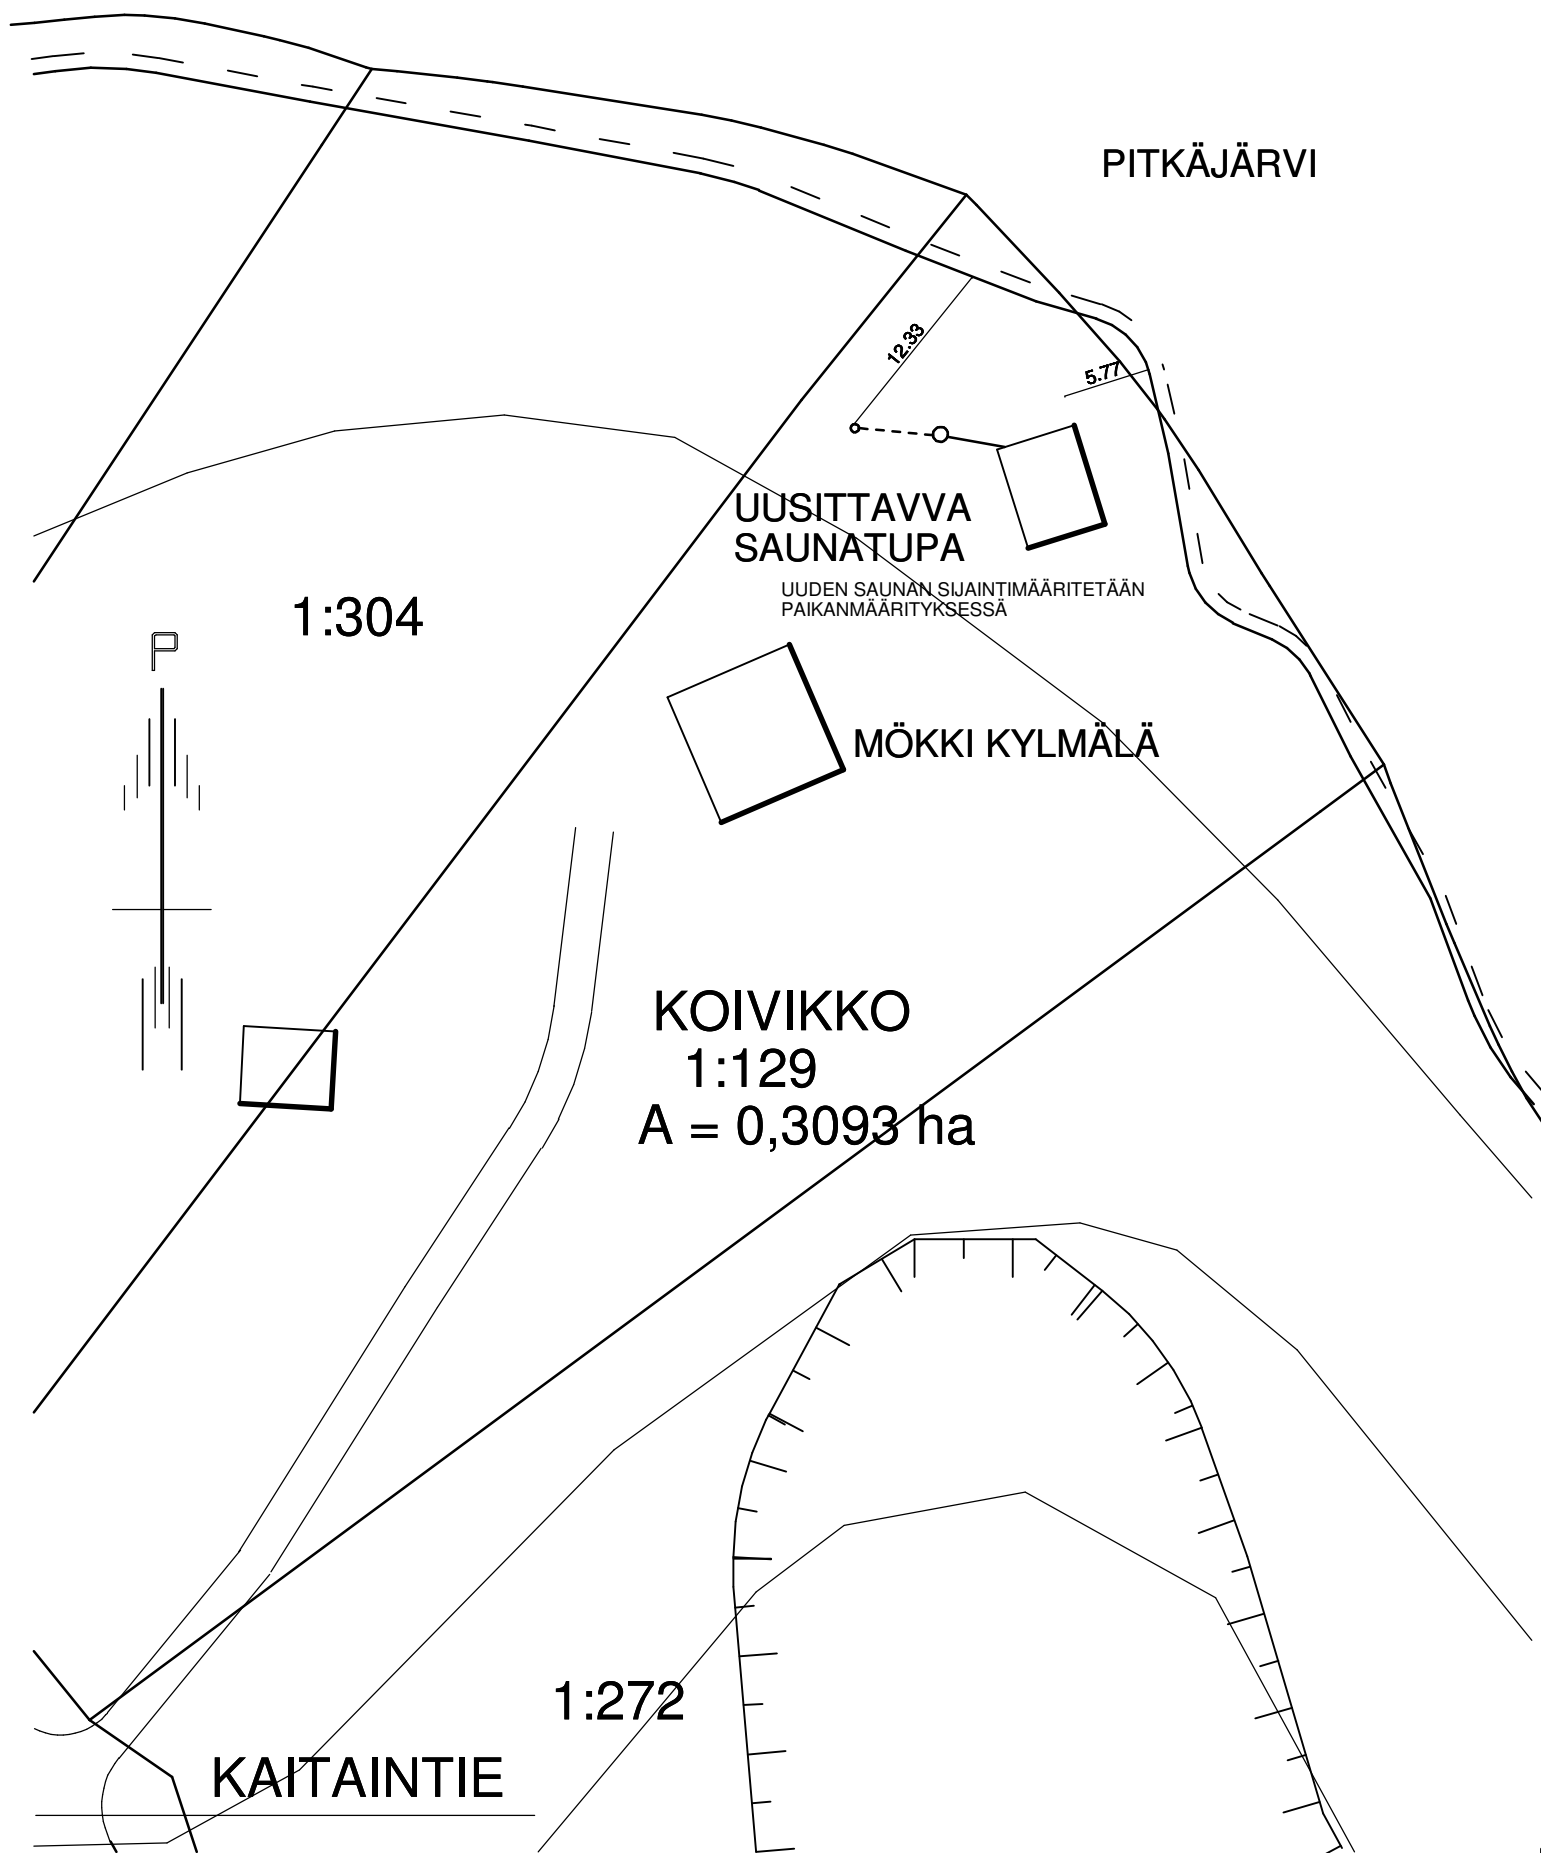 PITKÄJÄRVI
12.33
5.77
UUSITTAVVA
SAUNATUPA
UUDEN SAUNAN SIJAINTIMÄÄRITETÄÄN
PAIKANMÄÄRITYKSESSÄ
1:304
P
MÖKKI KYLMÄLÄ
KOIVIKKO
1:129
A = 0,3093 ha
1:272
KAITAINTIE